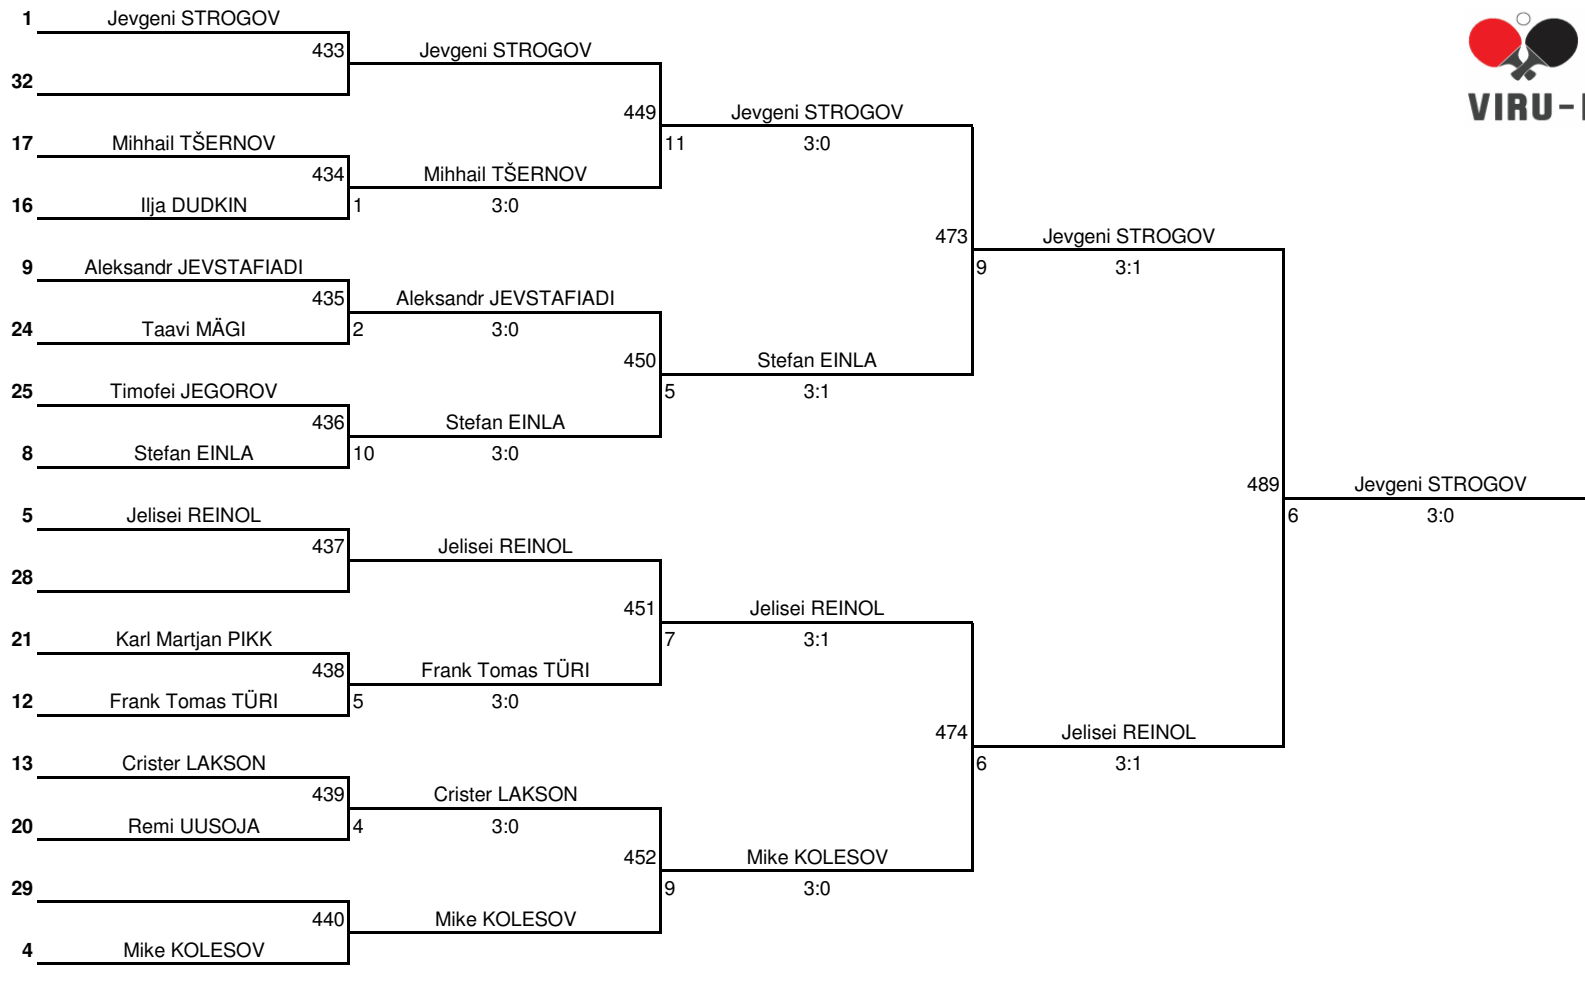 1 Jevgeni STROGOV
433 Jevgeni STROGOV
32
449 Jevgeni STROGOV
17 Mihhail TŠERNOV
11 3:0
434 Mihhail TŠERNOV
16 Ilja DUDKIN
1 3:0
473 Jevgeni STROGOV
9 Aleksandr JEVSTAFIADI
9 3:1
435 Aleksandr JEVSTAFIADI
24 Taavi MÄGI
2 3:0
450 Stefan EINLA
25 Timofei JEGOROV
5 3:1
436 Stefan EINLA
8 Stefan EINLA
10 3:0
489 Jevgeni STROGOV
5 Jelisei REINOL
6 3:0
437 Jelisei REINOL
28
451 Jelisei REINOL
21 Karl Martjan PIKK
7 3:1
438 Frank Tomas TÜRI
12 Frank Tomas TÜRI
5 3:0
474 Jelisei REINOL
13 Crister LAKSON
6 3:1
439 Crister LAKSON
20 Remi UUSOJA
4 3:0
452 Mike KOLESOV
29
9 3:0
440 Mike KOLESOV
4 Mike KOLESOV
VIRU-